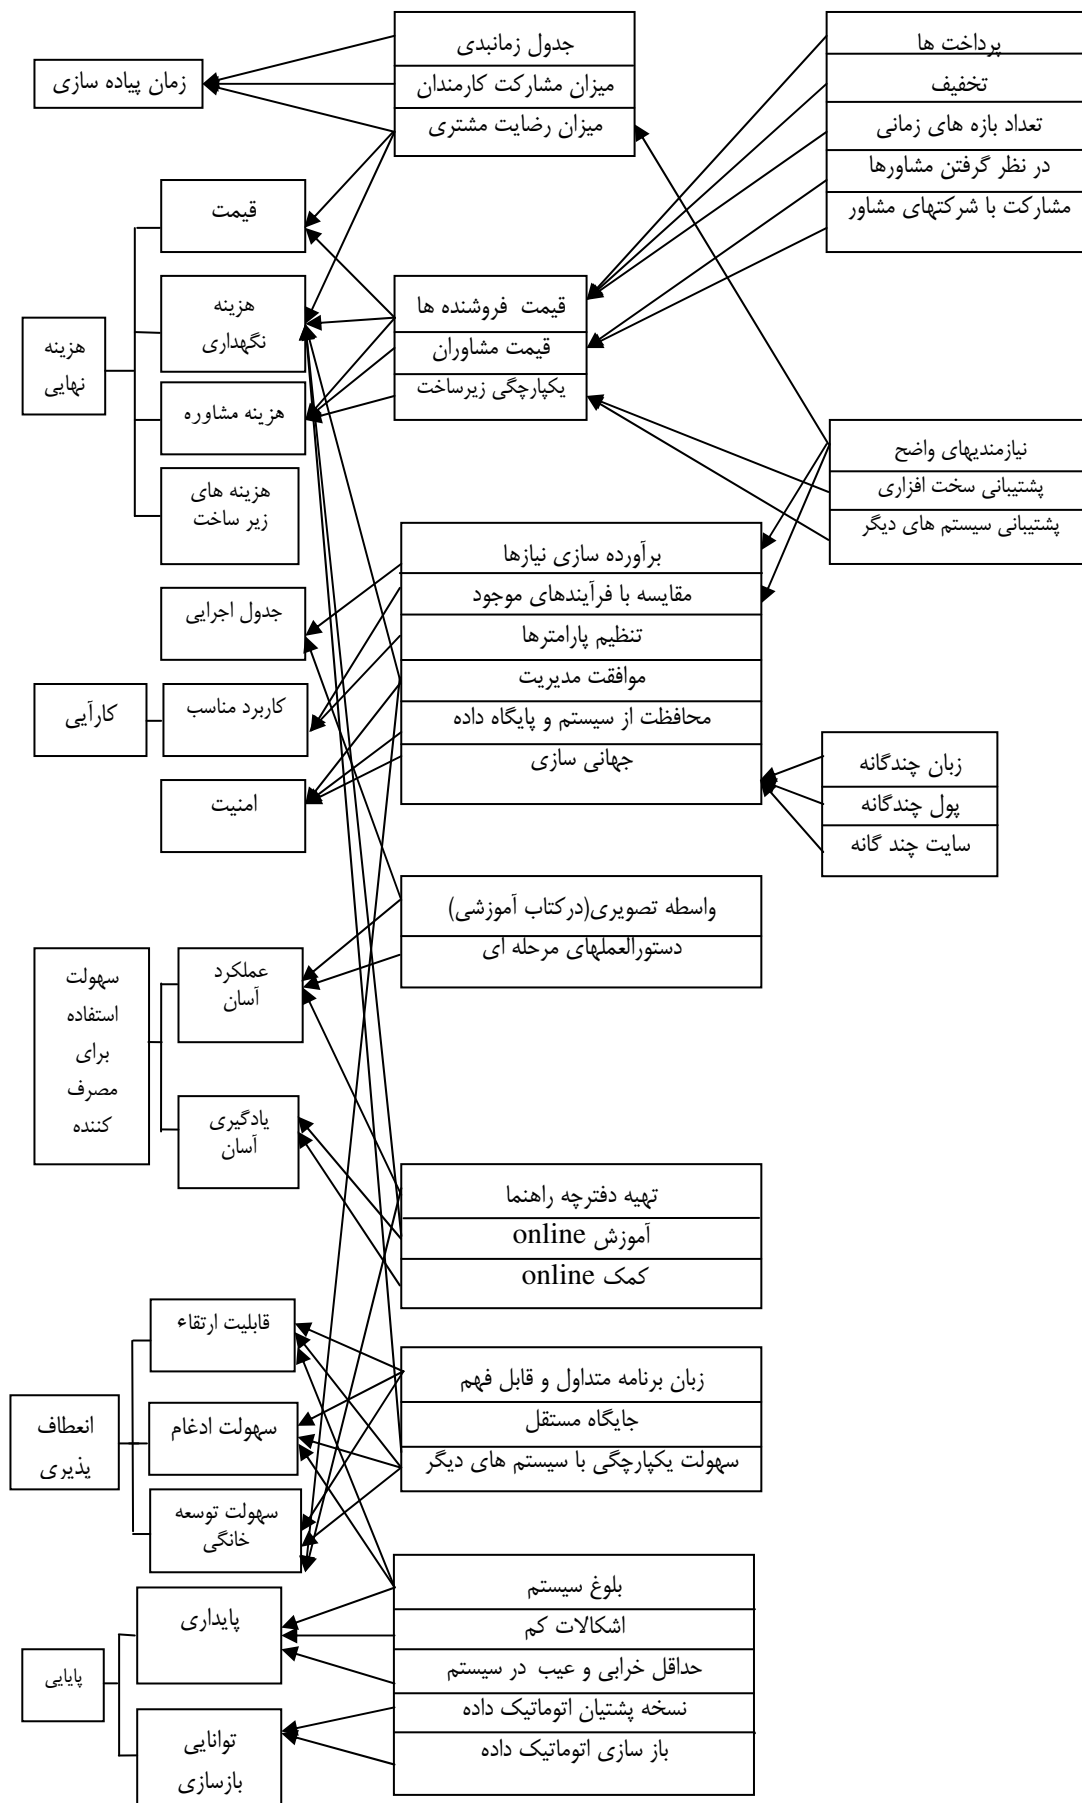 پرداخت ها
تخفیف
تعداد بازه های زمانی
در نظر گرفتن مشاورها
مشارکت با شرکتهای مشاور
جدول زمانبدی
میزان مشارکت کارمندان
میزان رضایت مشتری
زمان پیاده سازی
قیمت
هزینه
نگهداری
هزینه مشاوره
هزینه های
زیر ساخت
هزینه
نهایی
قیمت فروشنده ها
قیمت مشاوران
یکپارچگی زیرساخت
نیازمندیهای واضح
پشتیبانی سخت افزاری
پشتیبانی سیستم های دیگر
برآورده سازی نیازها
مقایسه با فرآیندهای موجود
تنظیم پارامترها
موافقت مدیریت
محافظت از سیستم و پایگاه داده
جهانی سازی
جدول اجرایی
کاربرد مناسب
کارآیی
امنیت
زبان چندگانه
پول چندگانه
سایت چند گانه
واسطه تصویری(درکتاب آموزشی)
دستورالعملهای مرحله ای
عملکرد
آسان
یادگیری
آسان
سهولت
استفاده
برای
مصرف
کننده
تهیه دفترچه راهنما
آموزش online
کمک online
قابلیت ارتقاء
سهولت ادغام
سهولت توسعه
خانگی
انعطاف
پذیری
زبان برنامه متداول و قابل فهم
جایگاه مستقل
سهولت یکپارچگی با سیستم های دیگر
بلوغ سیستم
اشکالات کم
حداقل خرابی و عیب در سیستم
نسخه پشتیان اتوماتیک داده
باز سازی اتوماتیک داده
پایداری
توانایی
بازسازی
پایایی